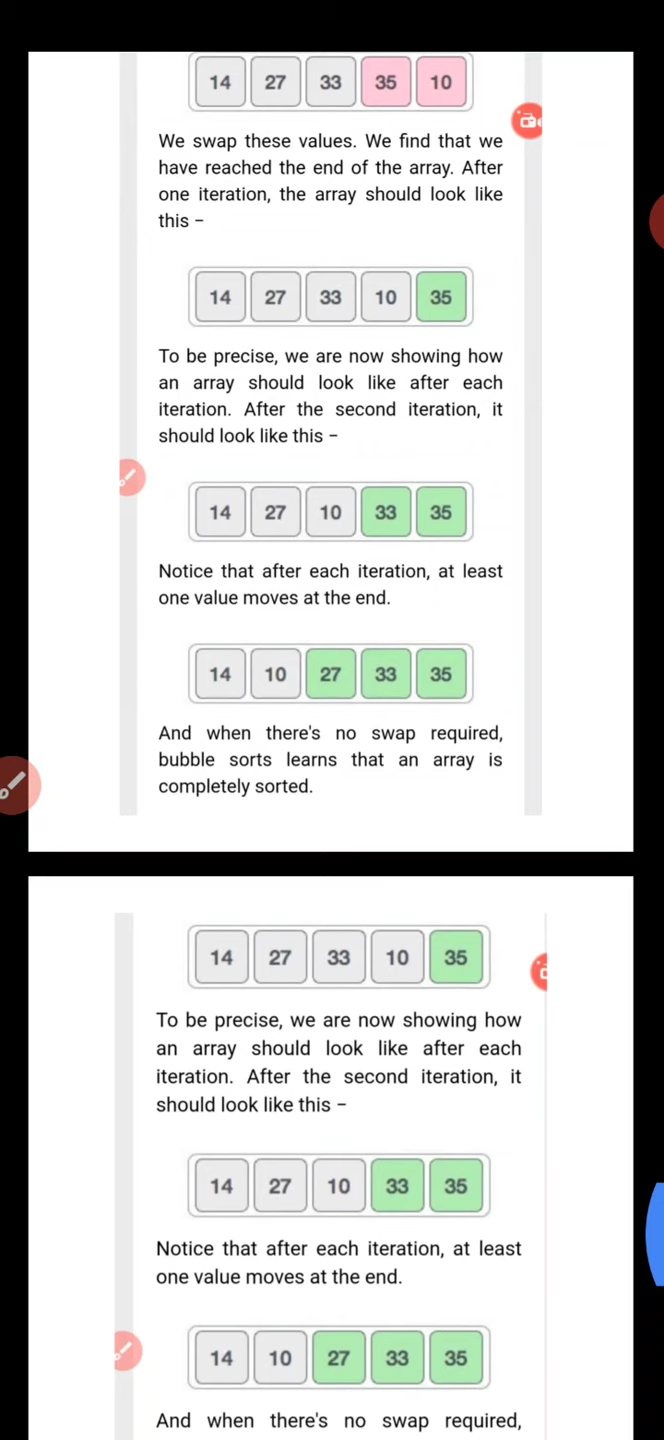 14 27 33 35 10
We swap these values. We find that we
have reached the end of the array. After
one iteration, the array should look like
this –
14 27 33 10 35
To be precise, we are now showing how
an array should look like after each
iteration. After the second iteration, it
should look like this –
14 27 10 33 35
Notice that after each iteration, at least
one value moves at the end.
14 10 27 33 35
And when there's no swap required,
bubble sorts learns that an array is
completely sorted.
14 27 33 10 35
To be precise, we are now showing how
an array should look like after each
iteration. After the second iteration, it
should look like this –
14 27 10 33 35
Notice that after each iteration, at least
one value moves at the end.
14 10 27 33 35
And when there's no swap required,